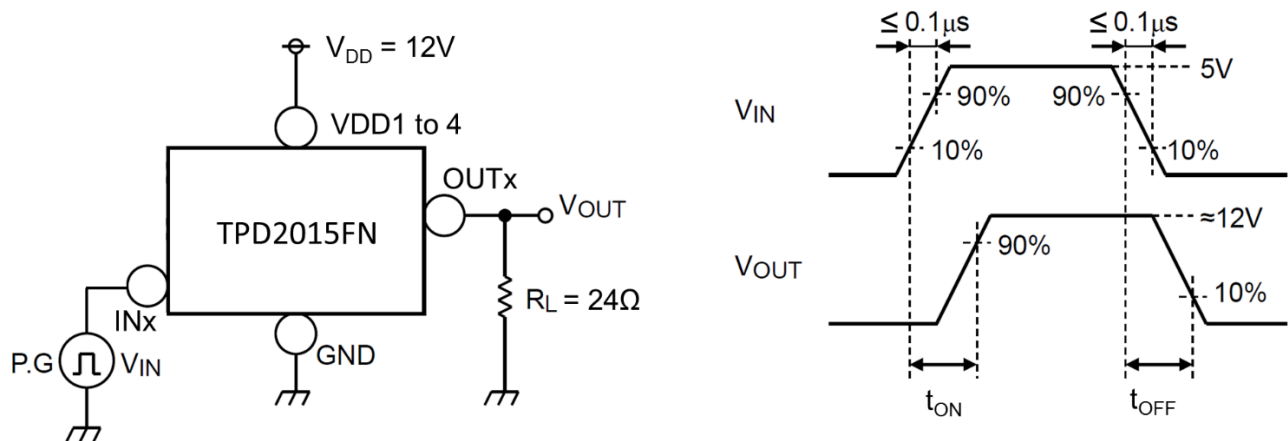 V_DD = 12V
VDD1 to 4
OUTx
V_OUT
TPD2015FN
R_L = 24Ω
INx
P.G
V_IN
GND
≤ 0.1μs
≤ 0.1μs
5V
V_IN
90%
90%
10%
10%
≈12V
V_OUT
90%
10%
t_ON
t_OFF